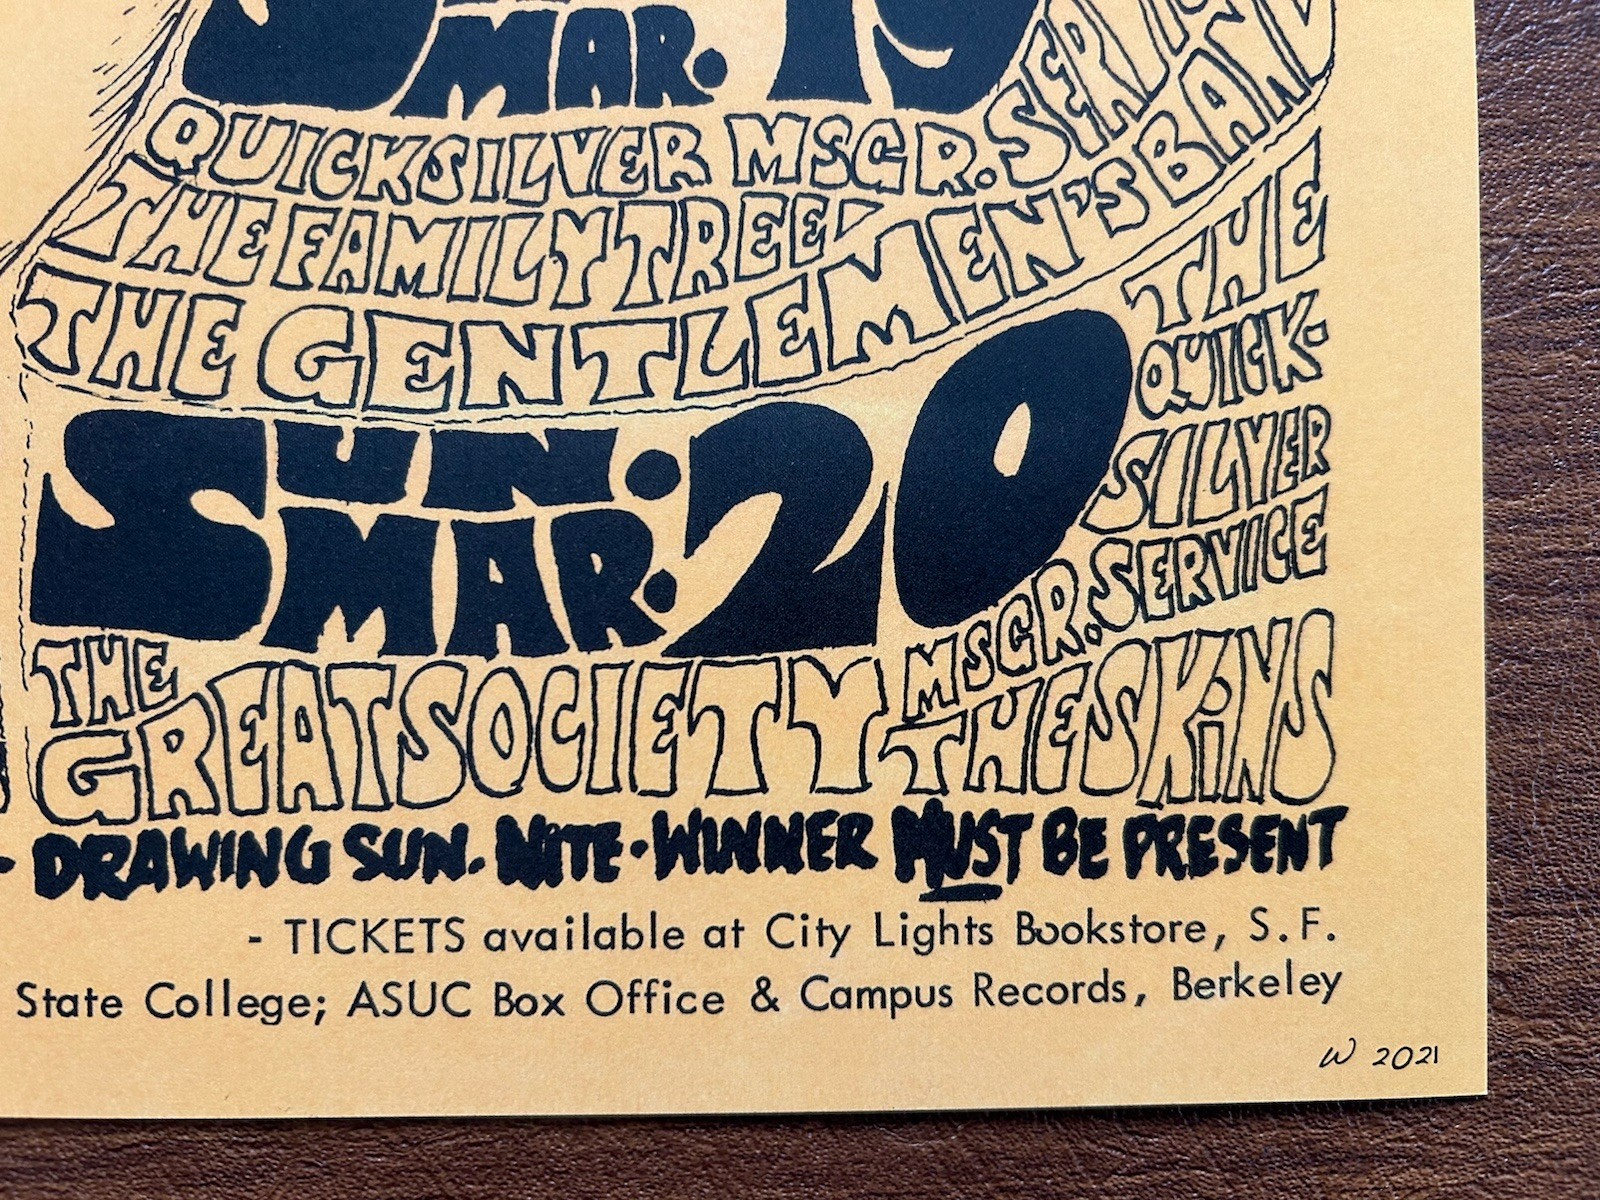 MAR. 19
QUICKSILVER MSGR. SERVICE
THE FAMILY TREE
THE GENTLEMEN'S BAND
SUN. MAR. 20
THE
QUICK-
SILVER
MSGR. SERVICE
THE
GREAT SOCIETY THE SKINS
• DRAWING SUN. NITE • WINNER MUST BE PRESENT
- TICKETS available at City Lights Bookstore, S.F.
State College; ASUC Box Office & Campus Records, Berkeley
W 2021